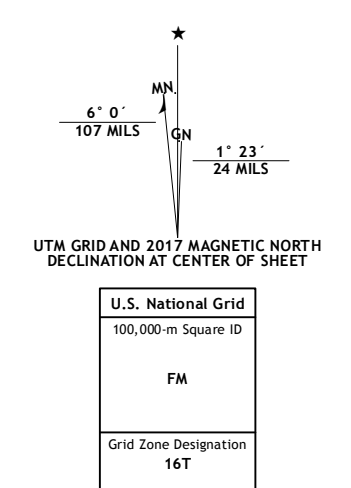 ★
MN.
6° 0´
107 MILS
GN
1° 23´
24 MILS
UTM GRID AND 2017 MAGNETIC NORTH
DECLINATION AT CENTER OF SHEET
U.S. National Grid
100,000-m Square ID
FM
Grid Zone Designation
16T